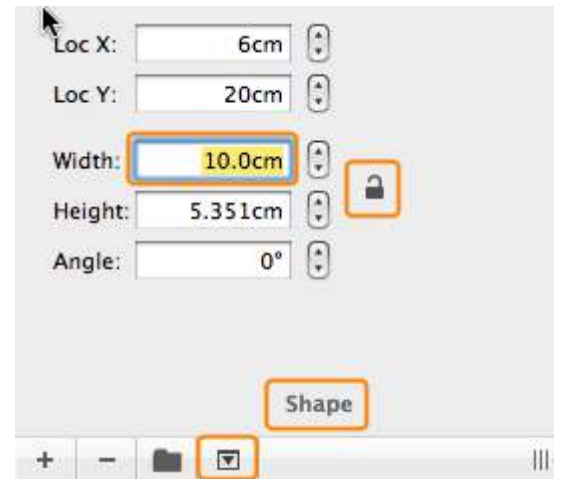 Loc X: 6cm
Loc Y: 20cm
Width: 10.0cm
Height: 5.351cm
Angle: 0°
Shape